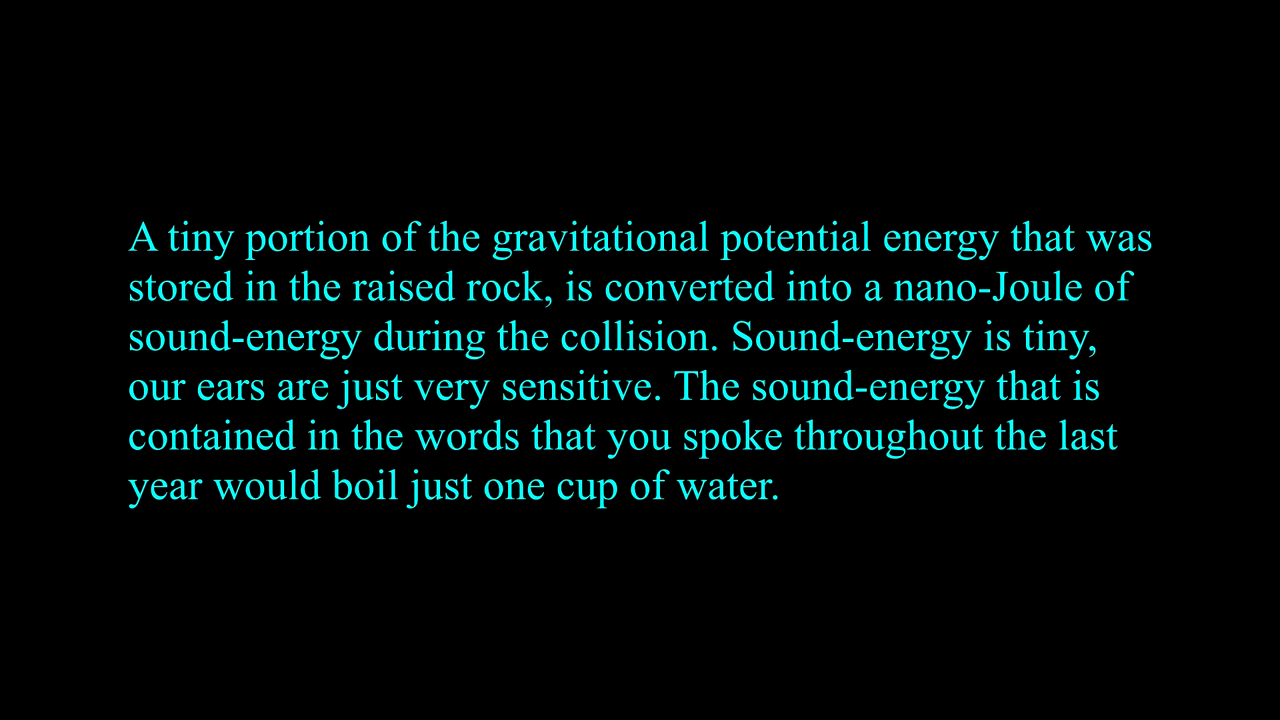 A tiny portion of the gravitational potential energy that was
stored in the raised rock, is converted into a nano-Joule of
sound-energy during the collision. Sound-energy is tiny,
our ears are just very sensitive. The sound-energy that is
contained in the words that you spoke throughout the last
year would boil just one cup of water.